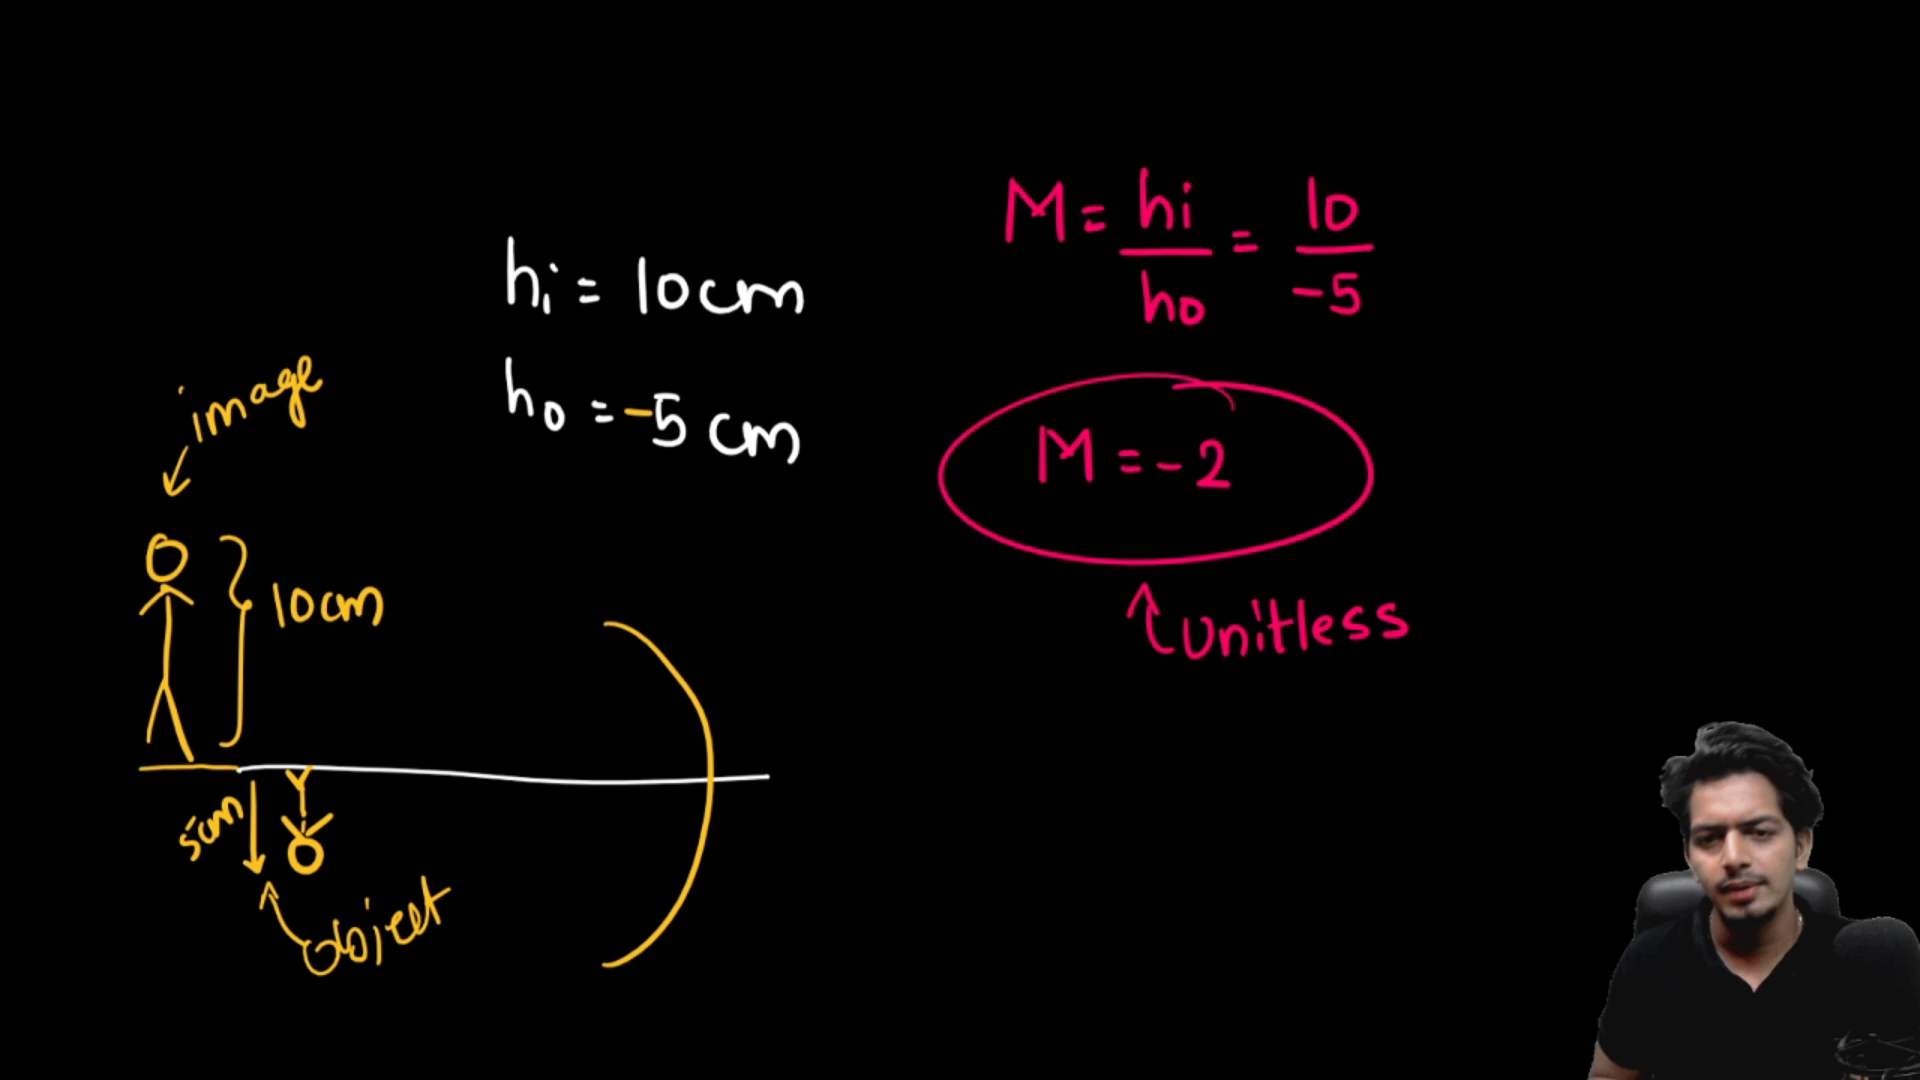 M = hi/ho = 10/-5
hi = 10cm
ho = -5 cm
image
M = -2
10cm
Unitless
5cm
object